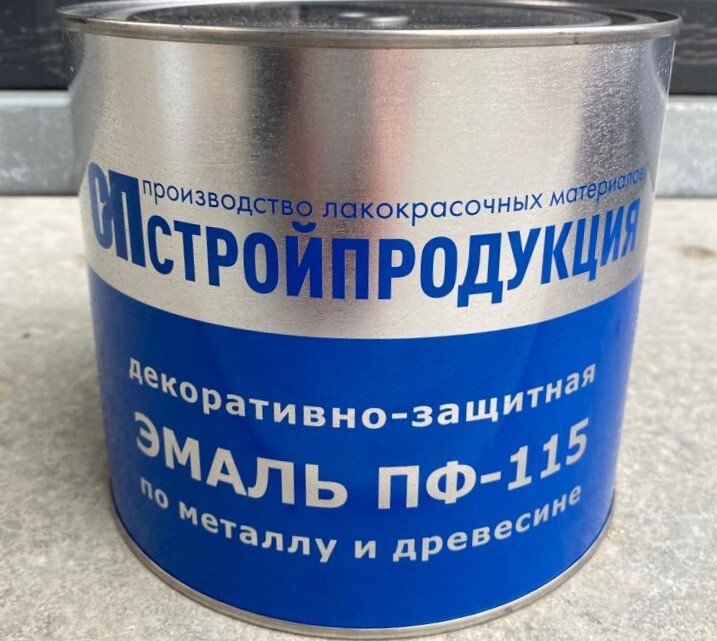 СП производство лакокрасочных материалов
СТРОЙПРОДУКЦИЯ
декоративно-защитная
ЭМАЛЬ ПФ-115
по металлу и древесине